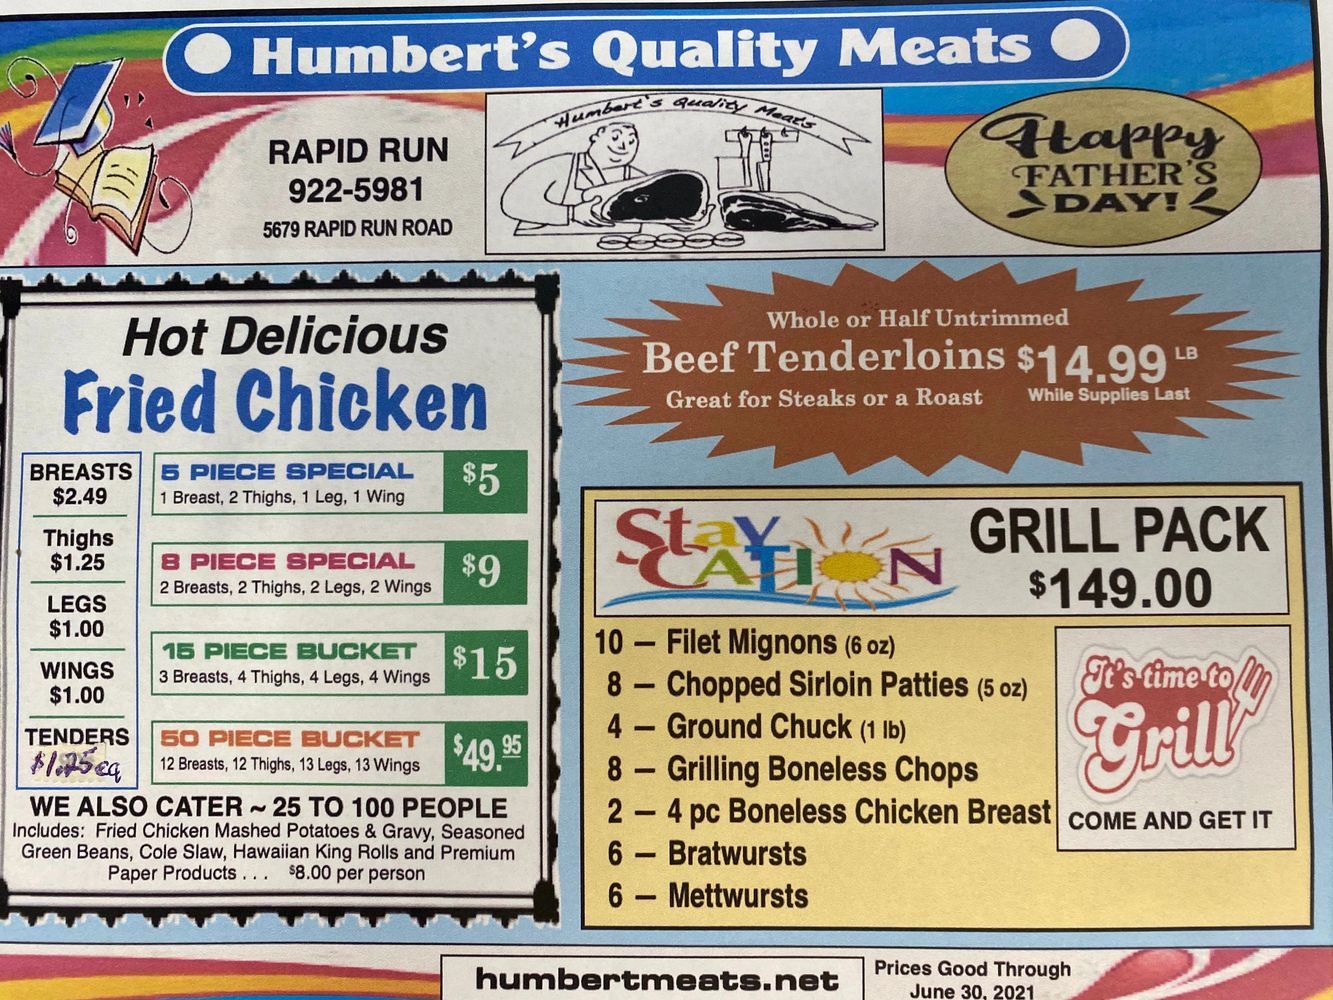 Humbert's Quality Meats
RAPID RUN
922-5981
5679 RAPID RUN ROAD
Humbert's Quality Meats
Happy
FATHER'S
DAY!
Hot Delicious
Fried Chicken
BREASTS
$2.49
Thighs
$1.25
LEGS
$1.00
WINGS
$1.00
TENDERS
$1.25 ea
5 PIECE SPECIAL
1 Breast, 2 Thighs, 1 Leg, 1 Wing
$5
8 PIECE SPECIAL
2 Breasts, 2 Thighs, 2 Legs, 2 Wings
$9
15 PIECE BUCKET
3 Breasts, 4 Thighs, 4 Legs, 4 Wings
$15
50 PIECE BUCKET
12 Breasts, 12 Thighs, 13 Legs, 13 Wings
$49.95
WE ALSO CATER ~ 25 TO 100 PEOPLE
Includes: Fried Chicken Mashed Potatoes & Gravy, Seasoned
Green Beans, Cole Slaw, Hawaiian King Rolls and Premium
Paper Products . . . $8.00 per person
Whole or Half Untrimmed
Beef Tenderloins $14.99 LB
Great for Steaks or a Roast
While Supplies Last
StaY
CATION
GRILL PACK
$149.00
10 — Filet Mignons (6 oz)
8 — Chopped Sirloin Patties (5 oz)
4 — Ground Chuck (1 lb)
8 — Grilling Boneless Chops
2 — 4 pc Boneless Chicken Breast
6 — Bratwursts
6 — Mettwursts
It's time to
Grill
COME AND GET IT
humbertmeats.net
Prices Good Through
June 30, 2021